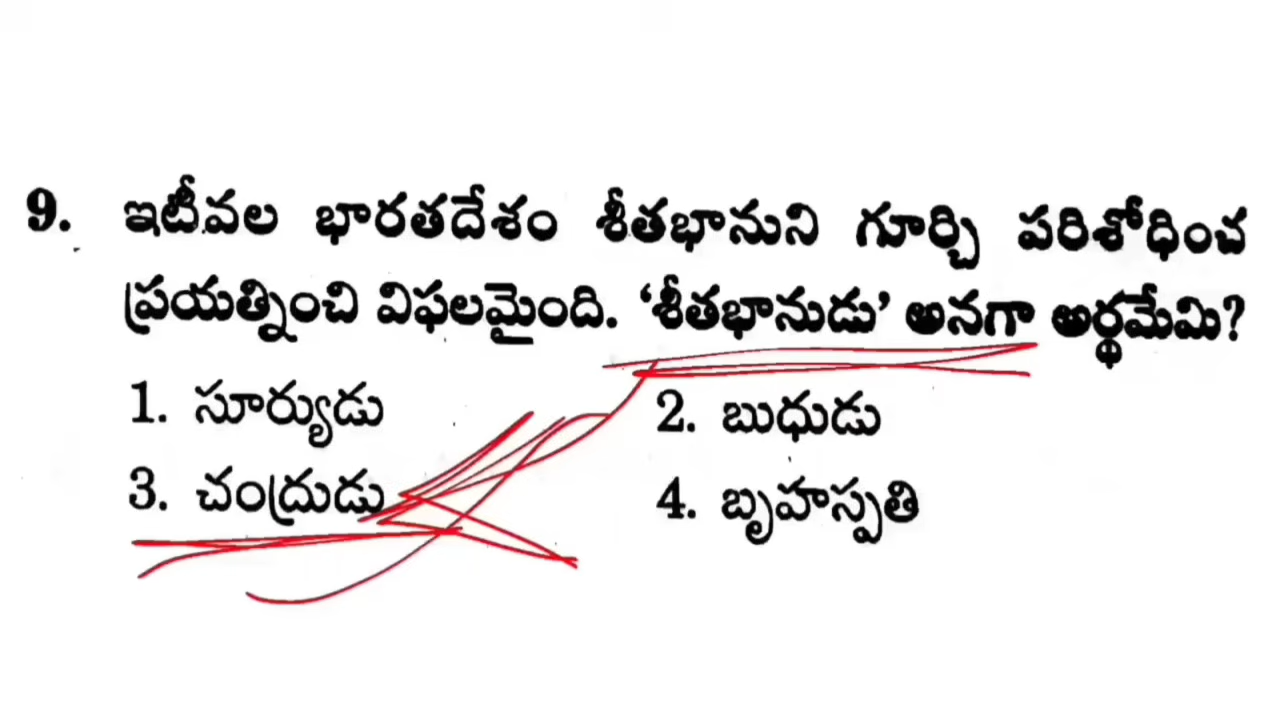 9. ఇటీవల భారతదేశం శీతభానుని గూర్చి పరిశోధించ
ప్రయత్నించి విఫలమైంది. ‘శీతభానుడు’ అనగా అర్థమేమి?
1. సూర్యుడు 2. బుధుడు
3. చంద్రుడు 4. బృహస్పతి